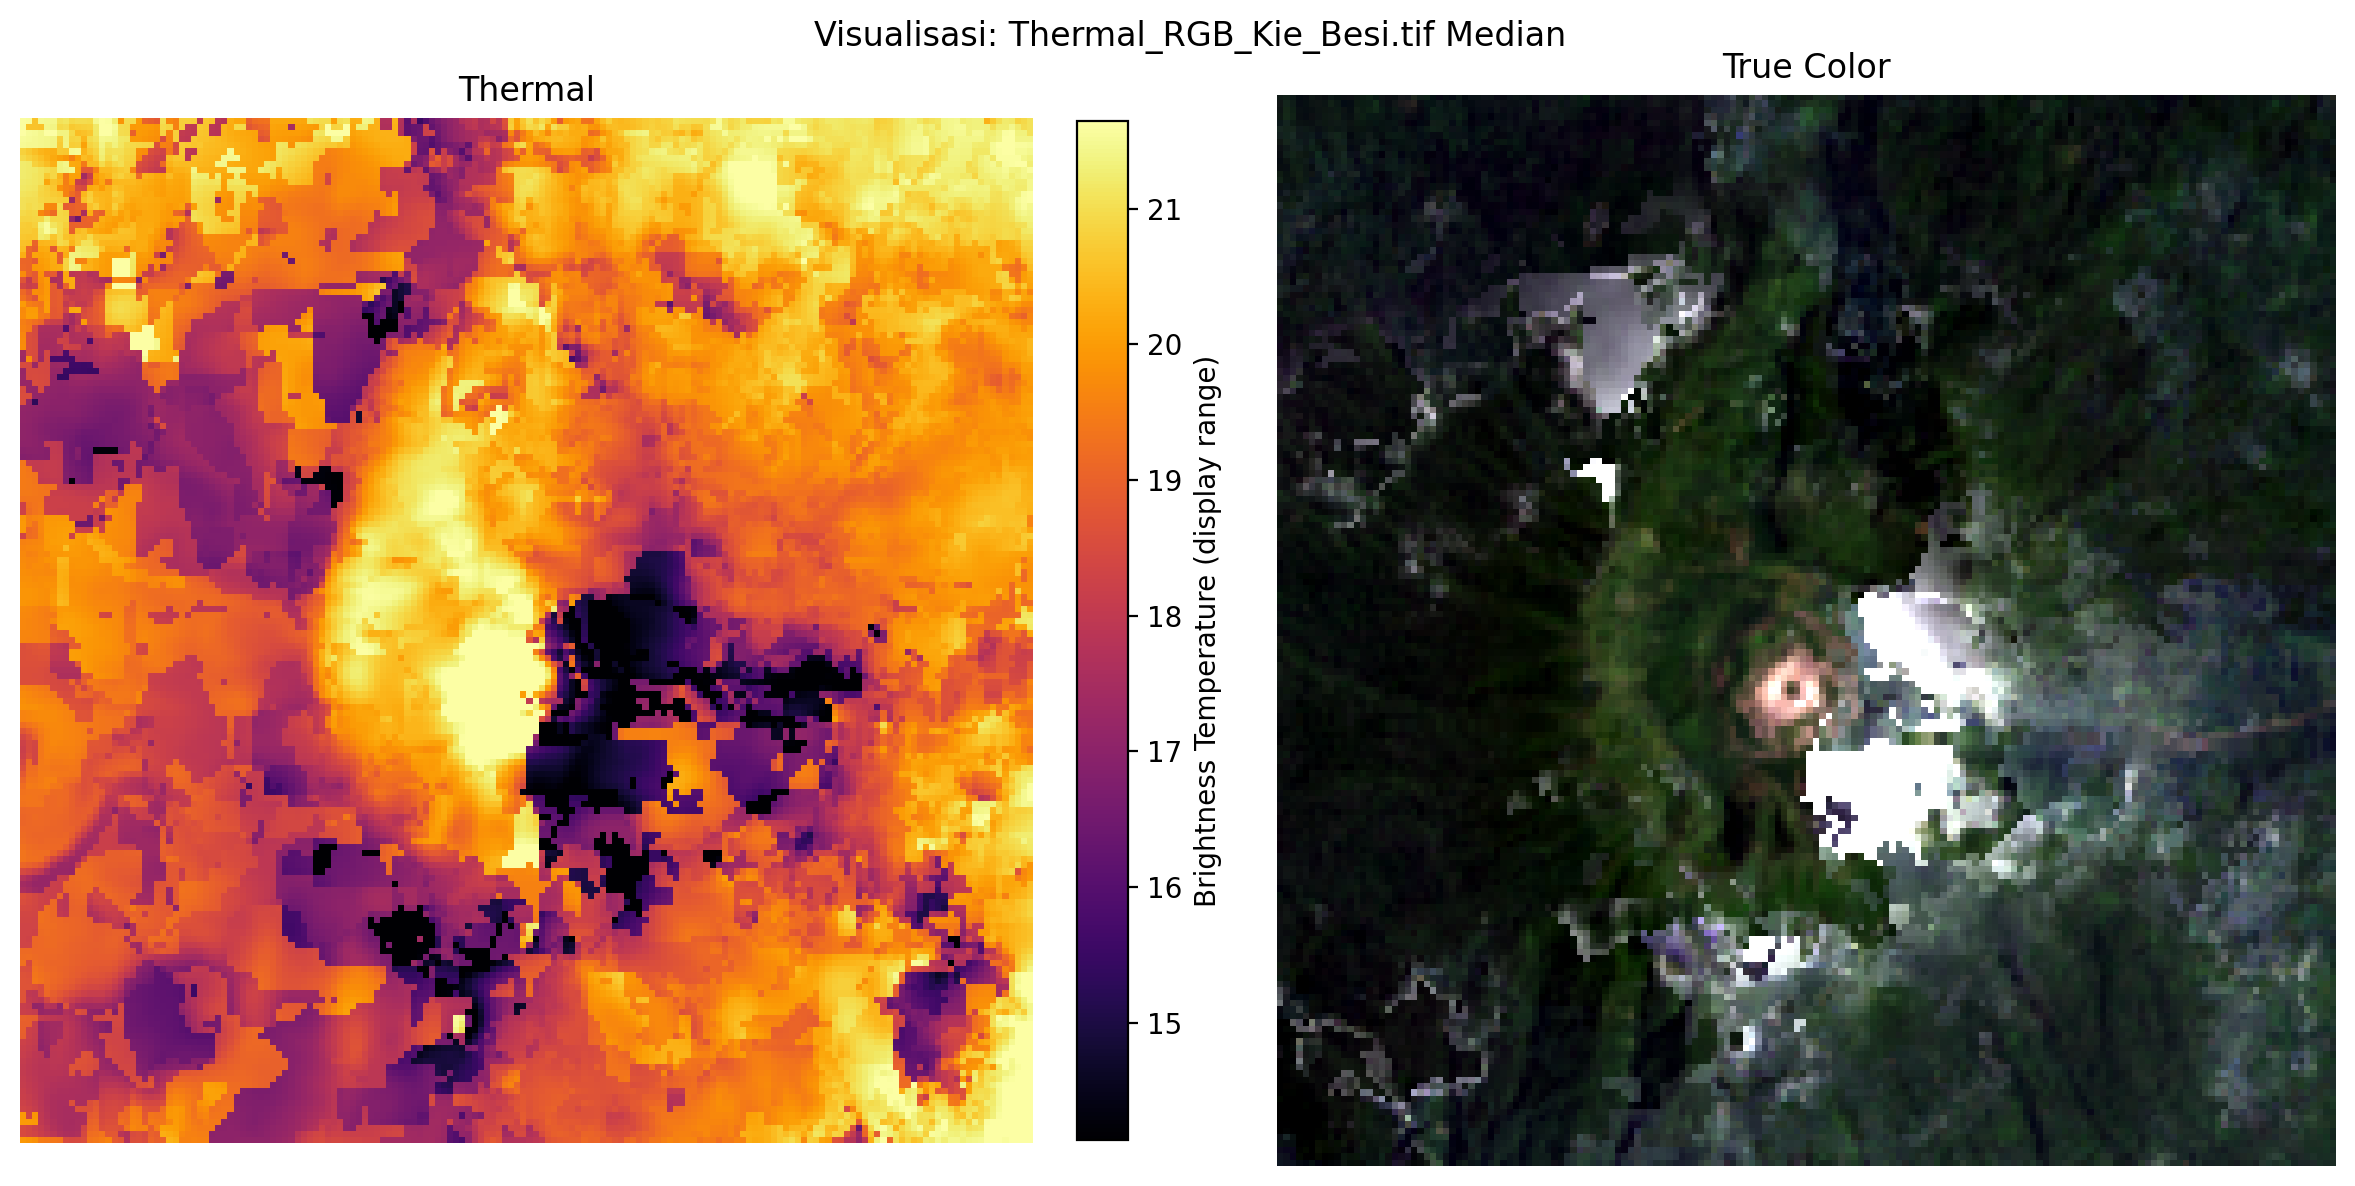 Visualisasi: Thermal_RGB_Kie_Besi.tif Median
Thermal
True Color
21
20
19
18
17
16
15
Brightness Temperature (display range)